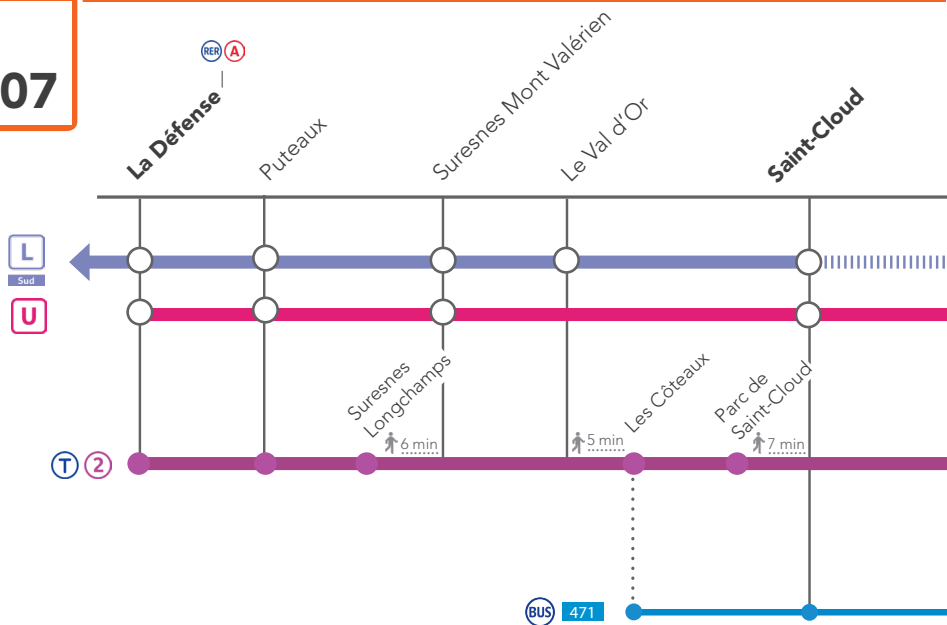 07
RER A
La Défense
Puteaux
Suresnes Mont Valérien
Le Val d'Or
Saint-Cloud
L
Sud
U
Suresnes
Longchamps
6 min
5 min
Les Côteaux
Parc de
Saint-Cloud
7 min
T 2
BUS 471